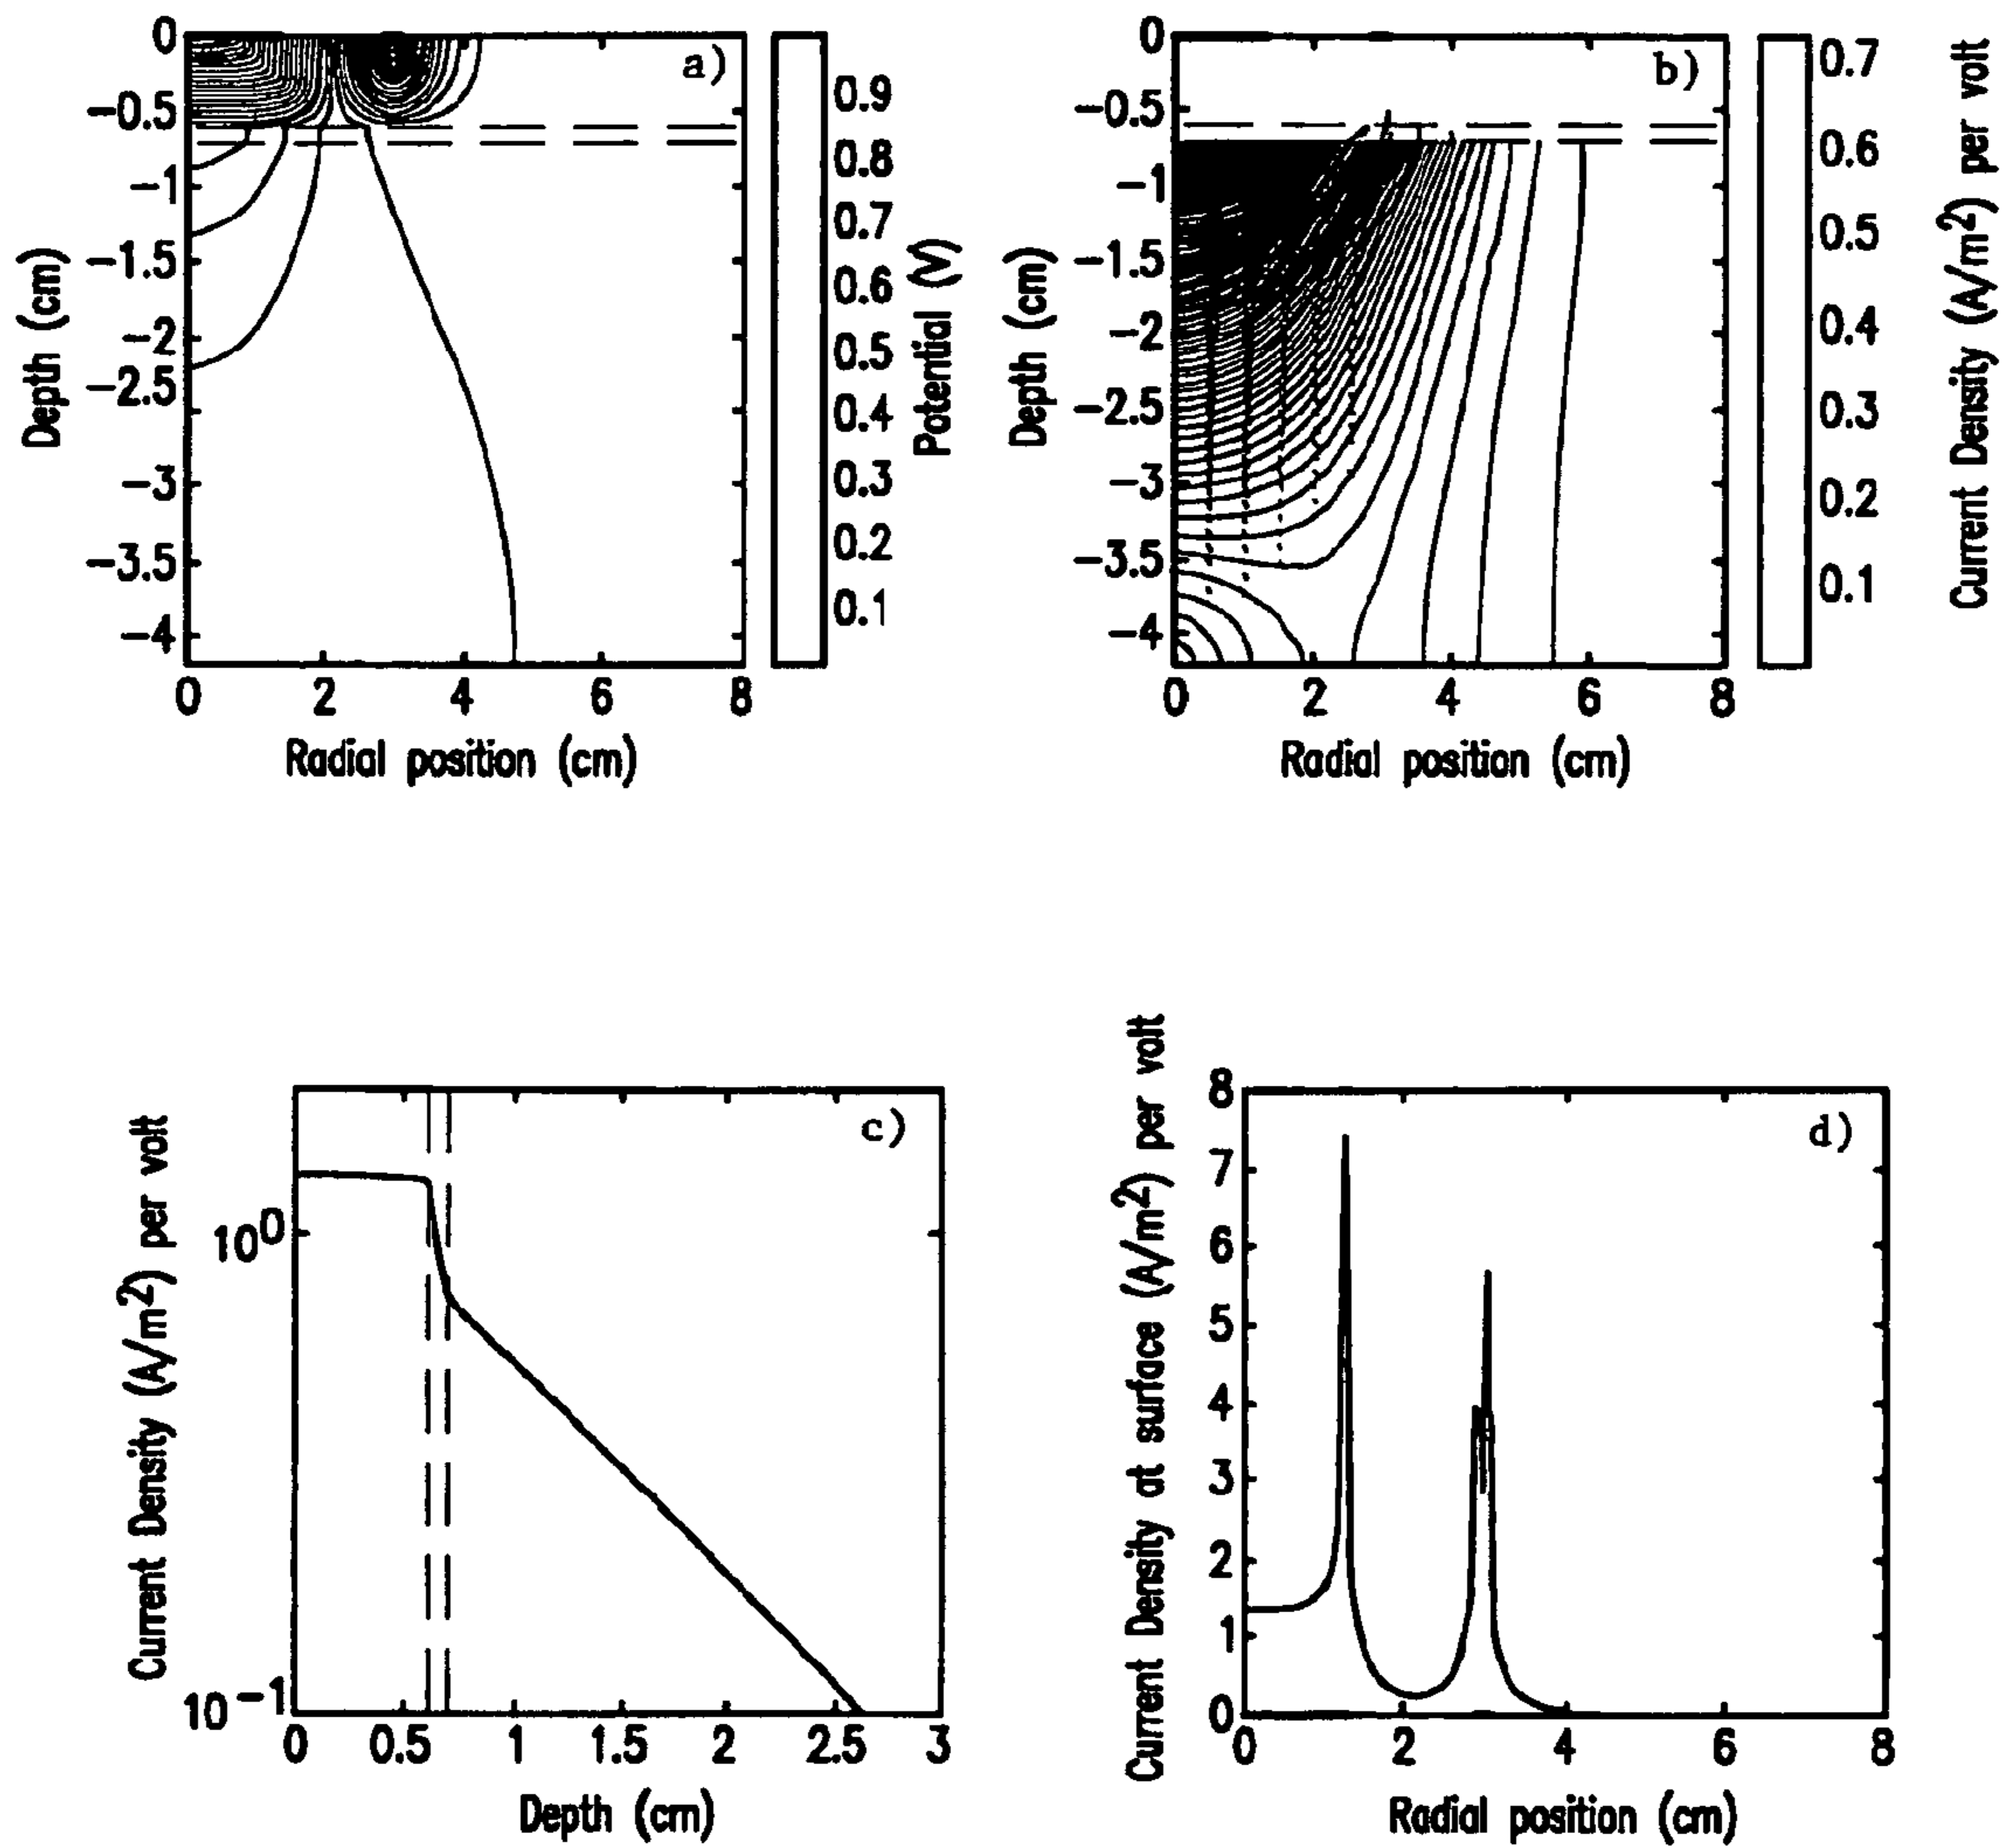 a)
0
-0.5
-1
-1.5
-2
-2.5
-3
-3.5
-4
Depth (cm)
0 2 4 6 8
Radial position (cm)
0.9
0.8
0.7
0.6
0.5
0.4
0.3
0.2
0.1
Potential (V)
b)
0
-0.5
-1
-1.5
-2
-2.5
-3
-3.5
-4
Depth (cm)
0 2 4 6 8
Radial position (cm)
0.7
0.6
0.5
0.4
0.3
0.2
0.1
Current Density (A/m2) per volt
c)
10^0
10^-1
Current Density (A/m2) per volt
0 0.5 1 1.5 2 2.5 3
Depth (cm)
d)
8
7
6
5
4
3
2
1
0
Current Density at surface (A/m2) per volt
0 2 4 6 8
Radial position (cm)